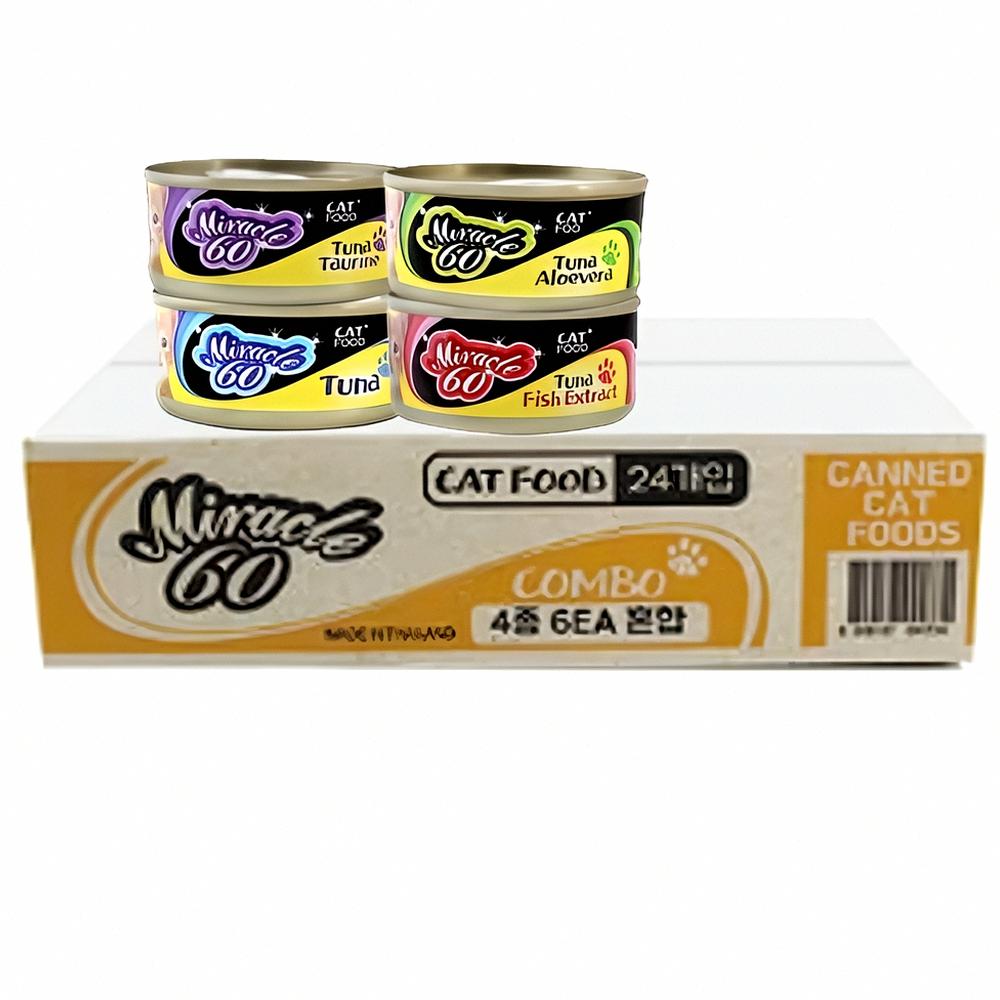 Miracle
60
CAT
FOOD
Tuna
Taurine
Miracle
60
CAT
FOO
Tuna
Aloevera
Miracle
60
CAT
FOOD
Tuna
Miracle
60
CAT
FOOD
Tuna
Fish Extract
Miracle
60
CAT FOOD 24개입
COMBO
4종 6EA 혼합
CANNED
CAT
FOODS